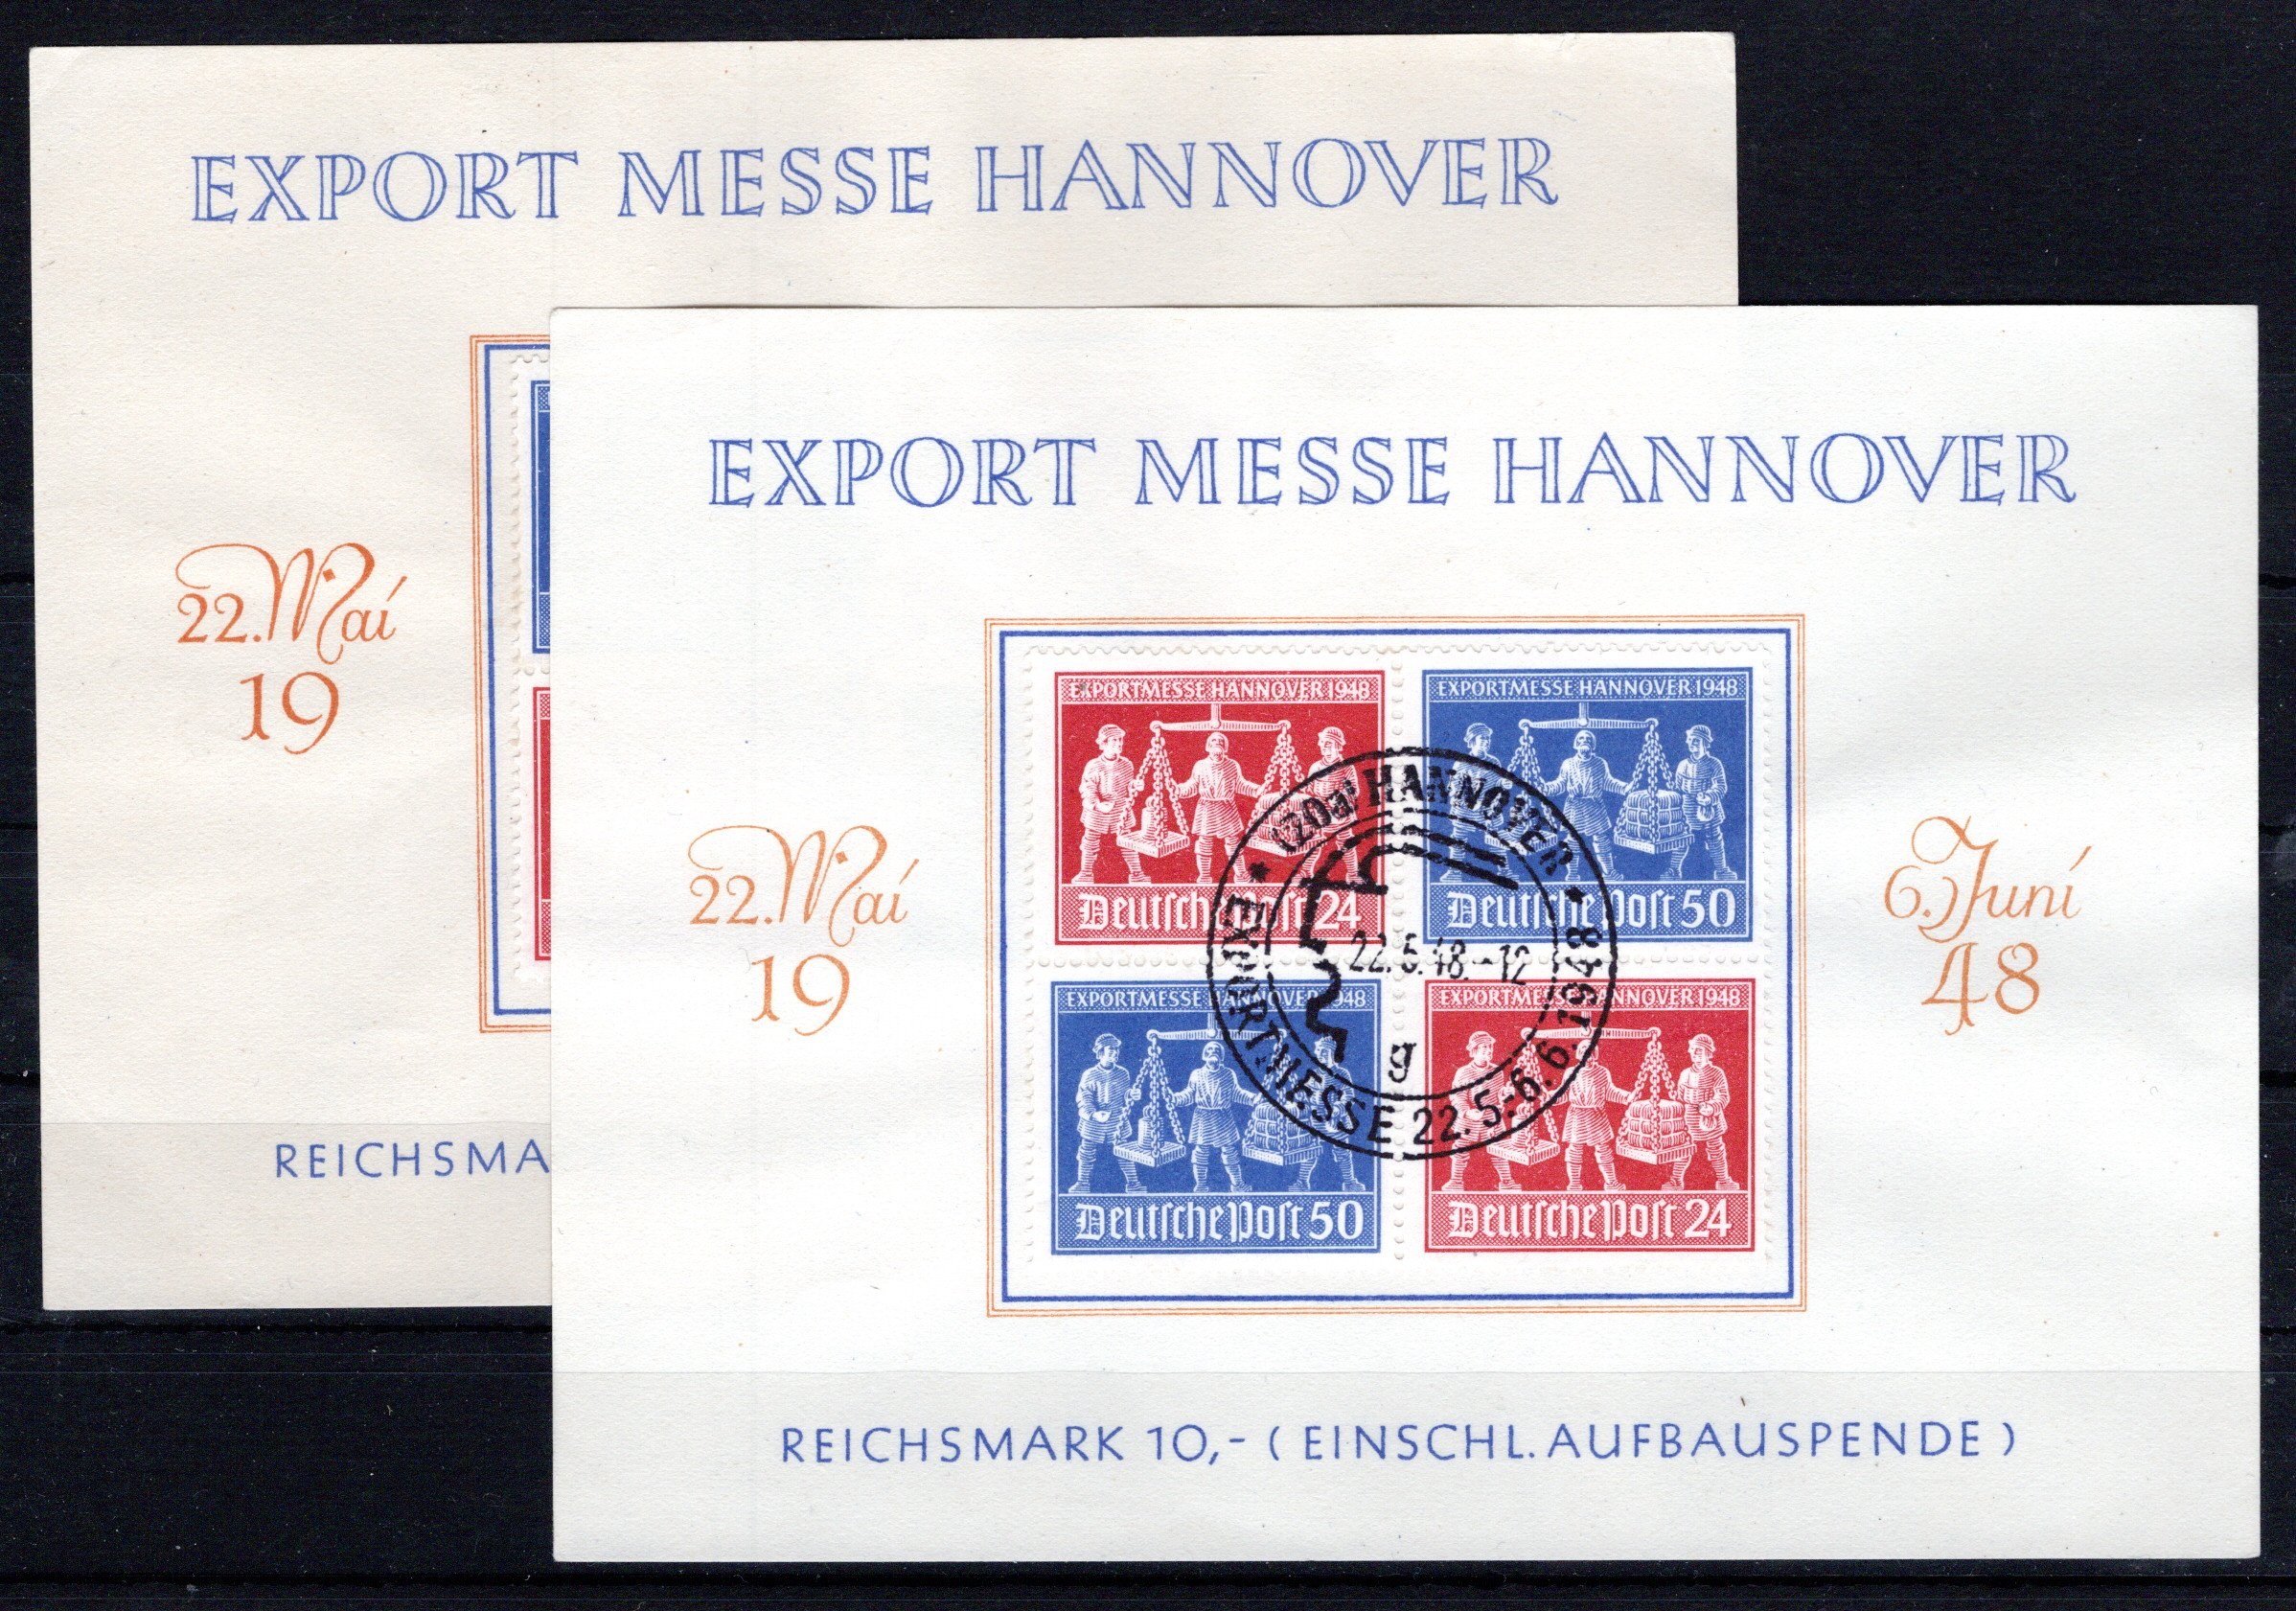 EXPORT MESSE HANNOVER
22. Mai
19
REICHSMA
EXPORT MESSE HANNOVER
22. Mai
19
6. Juni
48
EXPORTMESSE HANNOVER 1948
Deutsche Post 24
EXPORTMESSE HANNOVER 1948
Deutsche Post 50
EXPORTMESSE HANNOVER 1948
Deutsche Post 50
EXPORTMESSE HANNOVER 1948
Deutsche Post 24
(20a) HANNOVER
22.5.48.-12
g
* EXPORTMESSE 22.5.-6.6.1948 *
REICHSMARK 10,- ( EINSCHL. AUFBAUSPENDE )